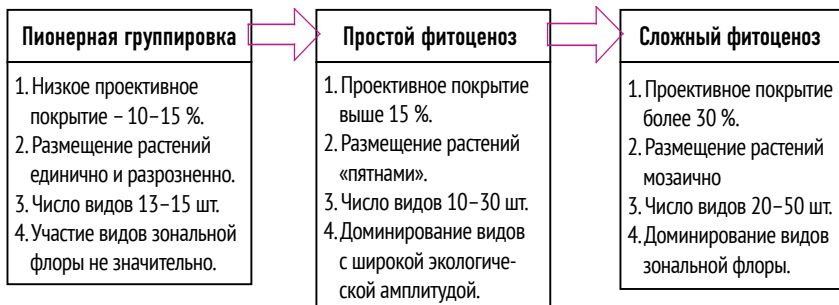 Пионерная группировка
1. Низкое проективное
покрытие – 10–15 %.
2. Размещение растений
единично и разрозненно.
3. Число видов 13–15 шт.
4. Участие видов зональной
флоры не значительно.
Простой фитоценоз
1. Проективное покрытие
выше 15 %.
2. Размещение растений
«пятнами».
3. Число видов 10–30 шт.
4. Доминирование видов
с широкой экологиче-
ской амплитудой.
Сложный фитоценоз
1. Проективное покрытие
более 30 %.
2. Размещение растений
мозаично
3. Число видов 20–50 шт.
4. Доминирование видов
зональной флоры.